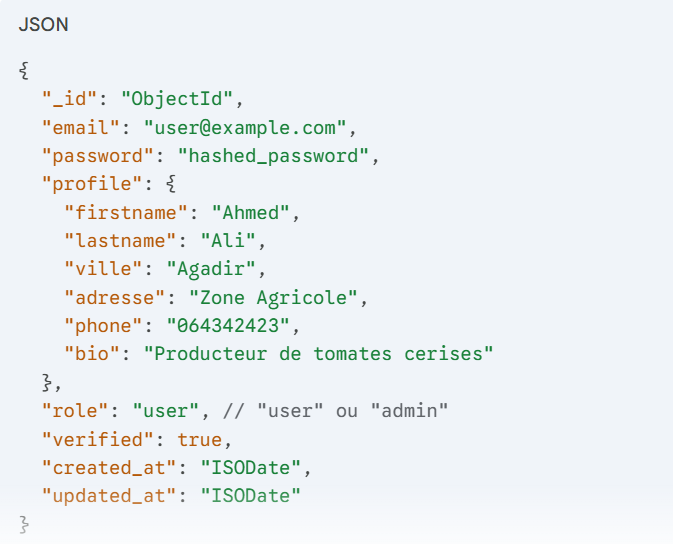 JSON
{
  "_id": "ObjectId",
  "email": "user@example.com",
  "password": "hashed_password",
  "profile": {
    "firstname": "Ahmed",
    "lastname": "Ali",
    "ville": "Agadir",
    "adresse": "Zone Agricole",
    "phone": "064342423",
    "bio": "Producteur de tomates cerises"
  },
  "role": "user", // "user" ou "admin"
  "verified": true,
  "created_at": "ISODate",
  "updated_at": "ISODate"
}